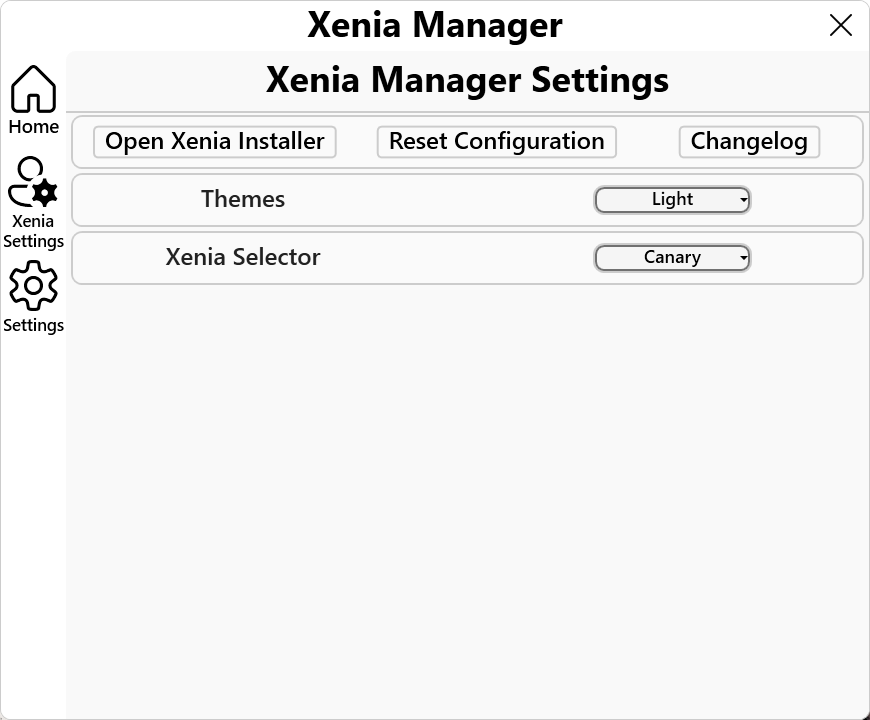 Xenia Manager
Home
Xenia
Settings
Settings
Xenia Manager Settings
Open Xenia Installer Reset Configuration Changelog
Themes Light
Xenia Selector Canary